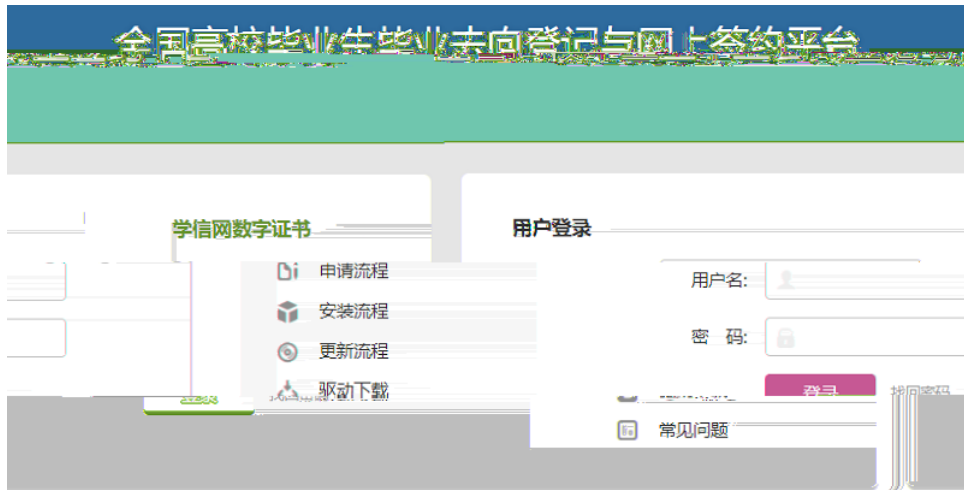 全国高校毕业生毕业去向登记与网上签约平台
学信网数字证书
申请流程
安装流程
更新流程
驱动下载
用户登录
用户名:
密 码:
登录 找回密码
常见问题